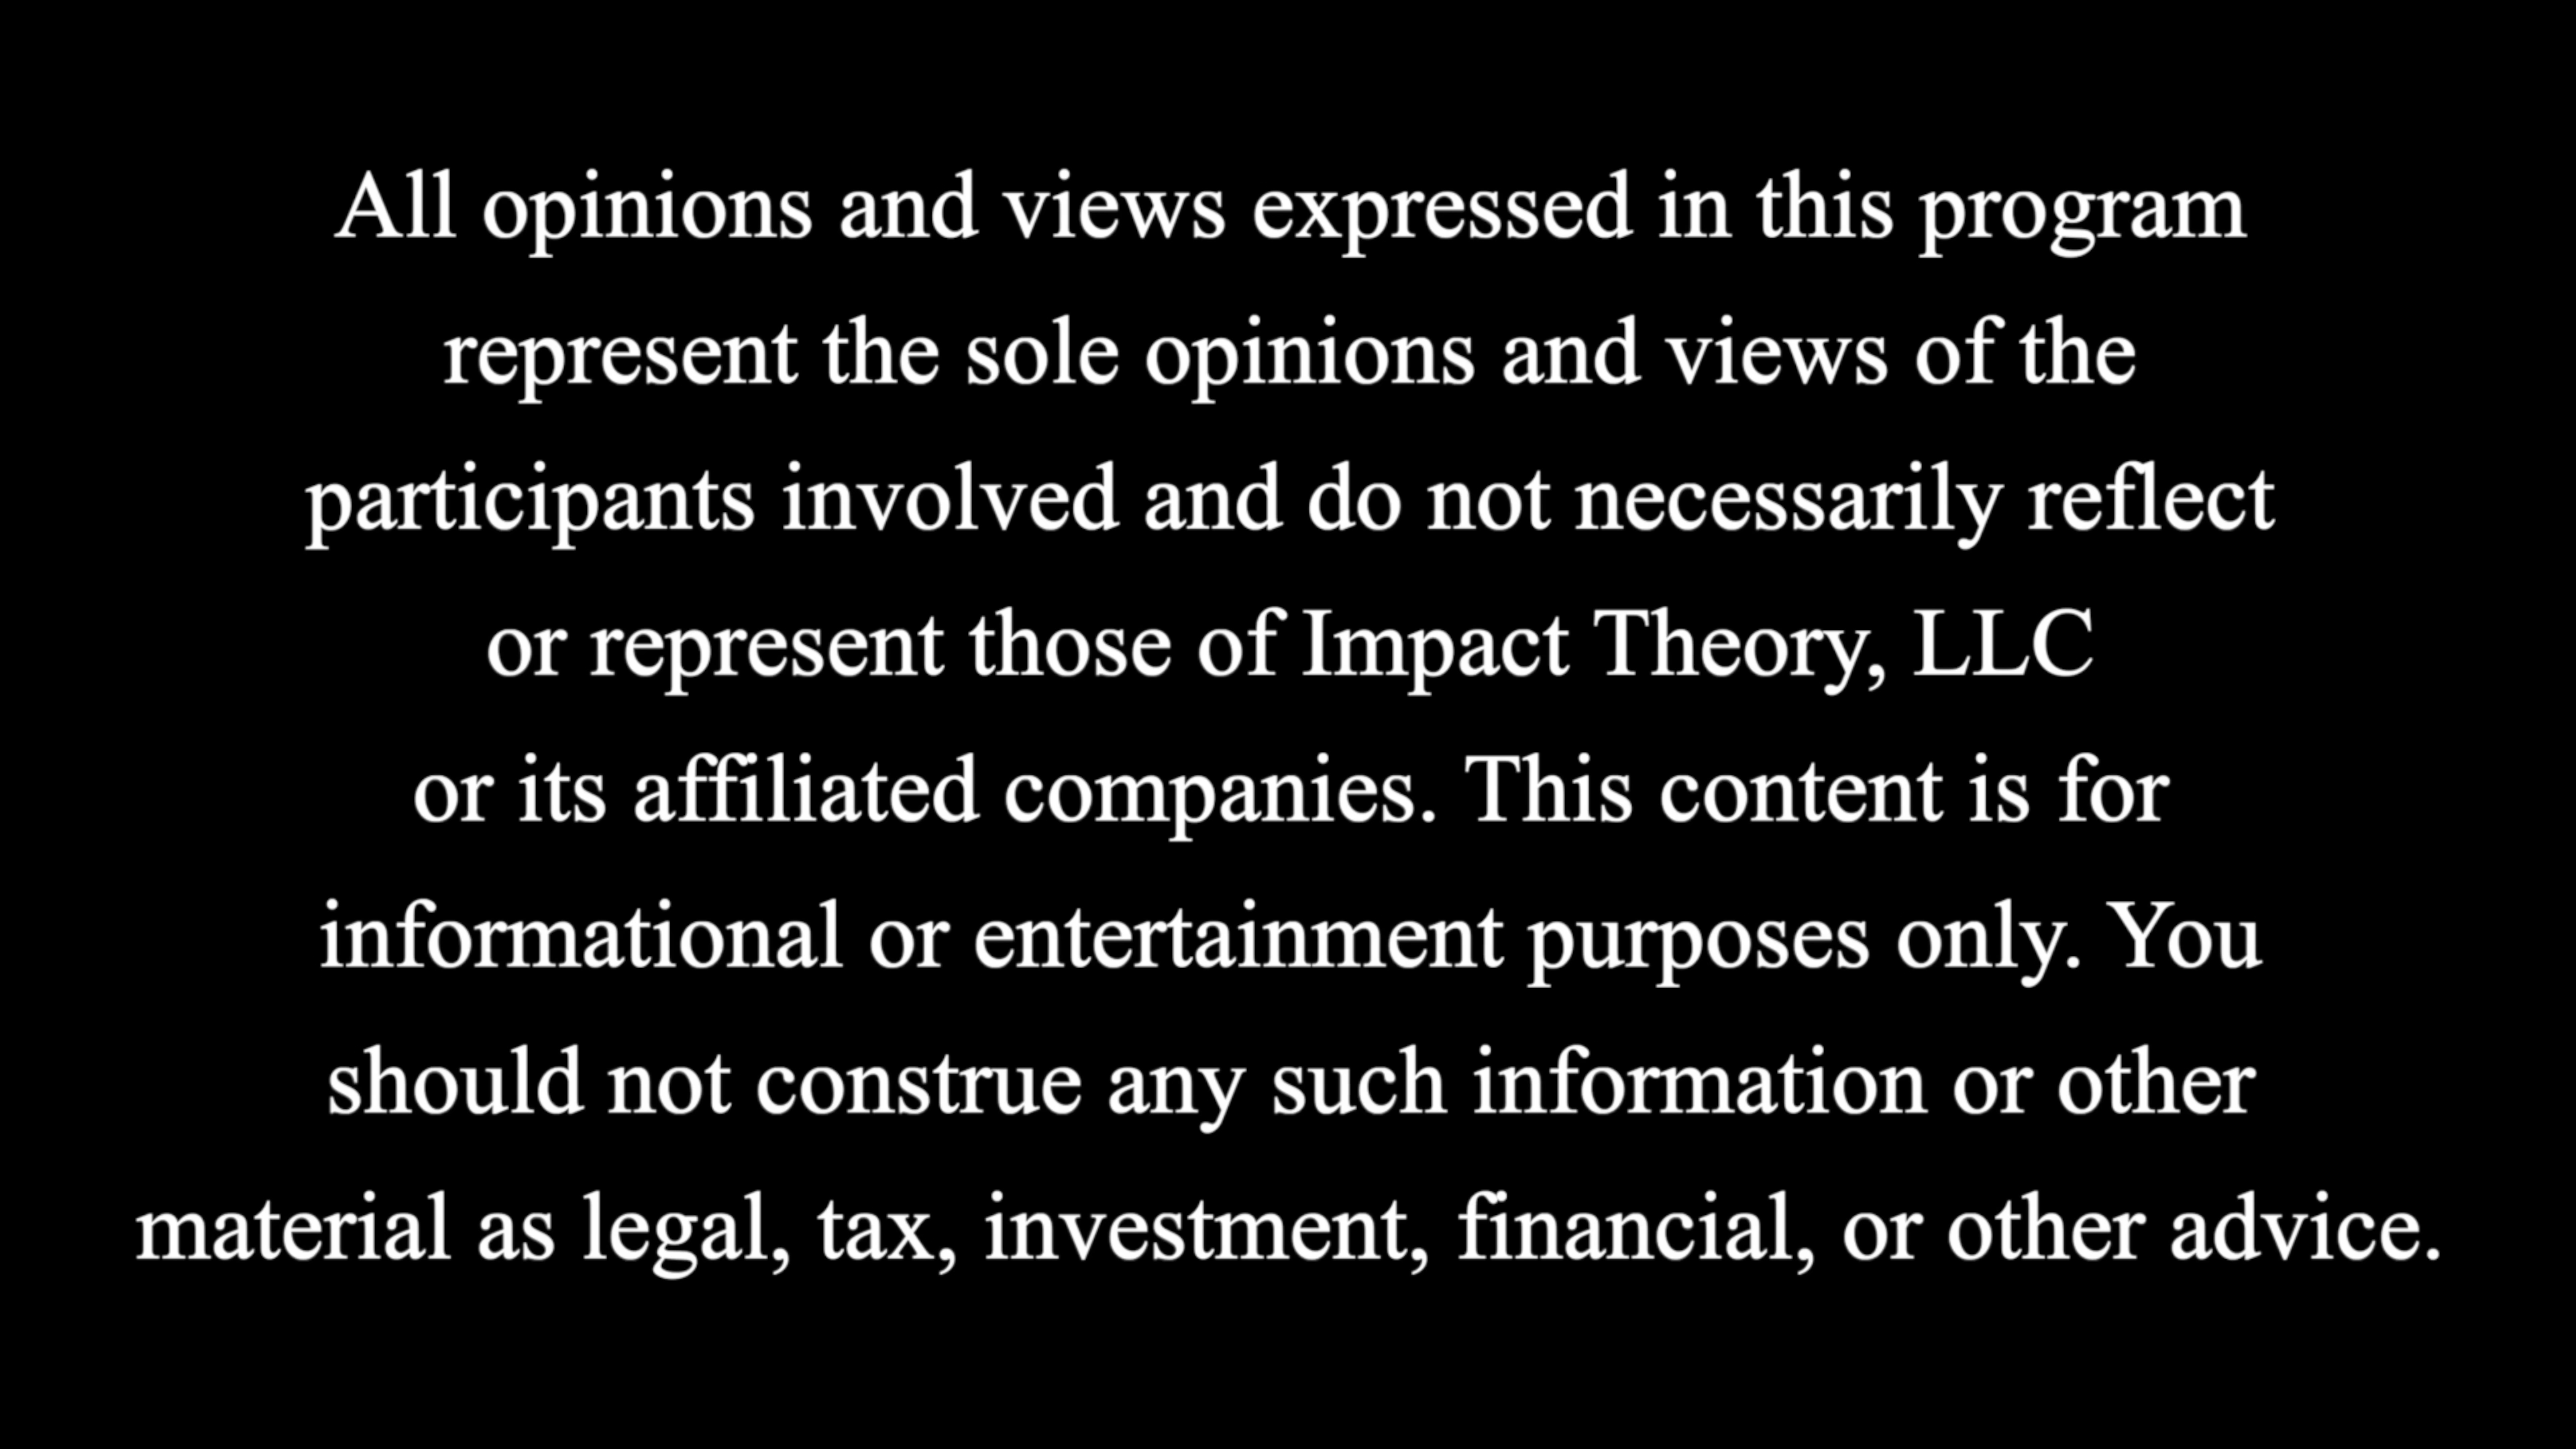 All opinions and views expressed in this program
represent the sole opinions and views of the
participants involved and do not necessarily reflect
or represent those of Impact Theory, LLC
or its affiliated companies. This content is for
informational or entertainment purposes only. You
should not construe any such information or other
material as legal, tax, investment, financial, or other advice.